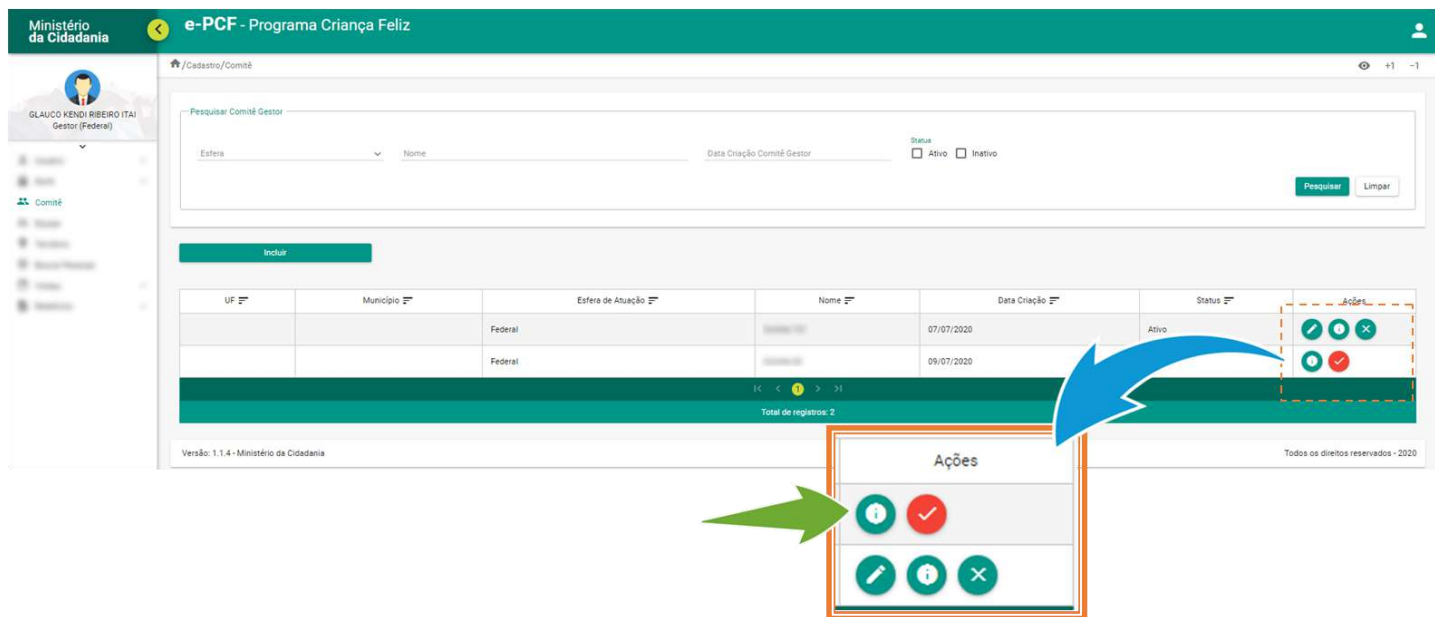 Ministério
da Cidadania
e-PCF - Programa Criança Feliz
/Cadastro/Comitê
+1 -1
GLAUCO KENDI RIBEIRO ITAI
Gestor (Federal)
Comitê
Pesquisar Comitê Gestor
Esfera
Nome
Data Criação Comitê Gestor
Status
Ativo Inativo
Pesquisar Limpar
Incluir
UF Município Esfera de Atuação Nome Data Criação Status Ações
Federal 07/07/2020 Ativo
Federal 09/07/2020
1
Total de registros: 2
Versão: 1.1.4 - Ministério da Cidadania
Todos os direitos reservados - 2020
Ações